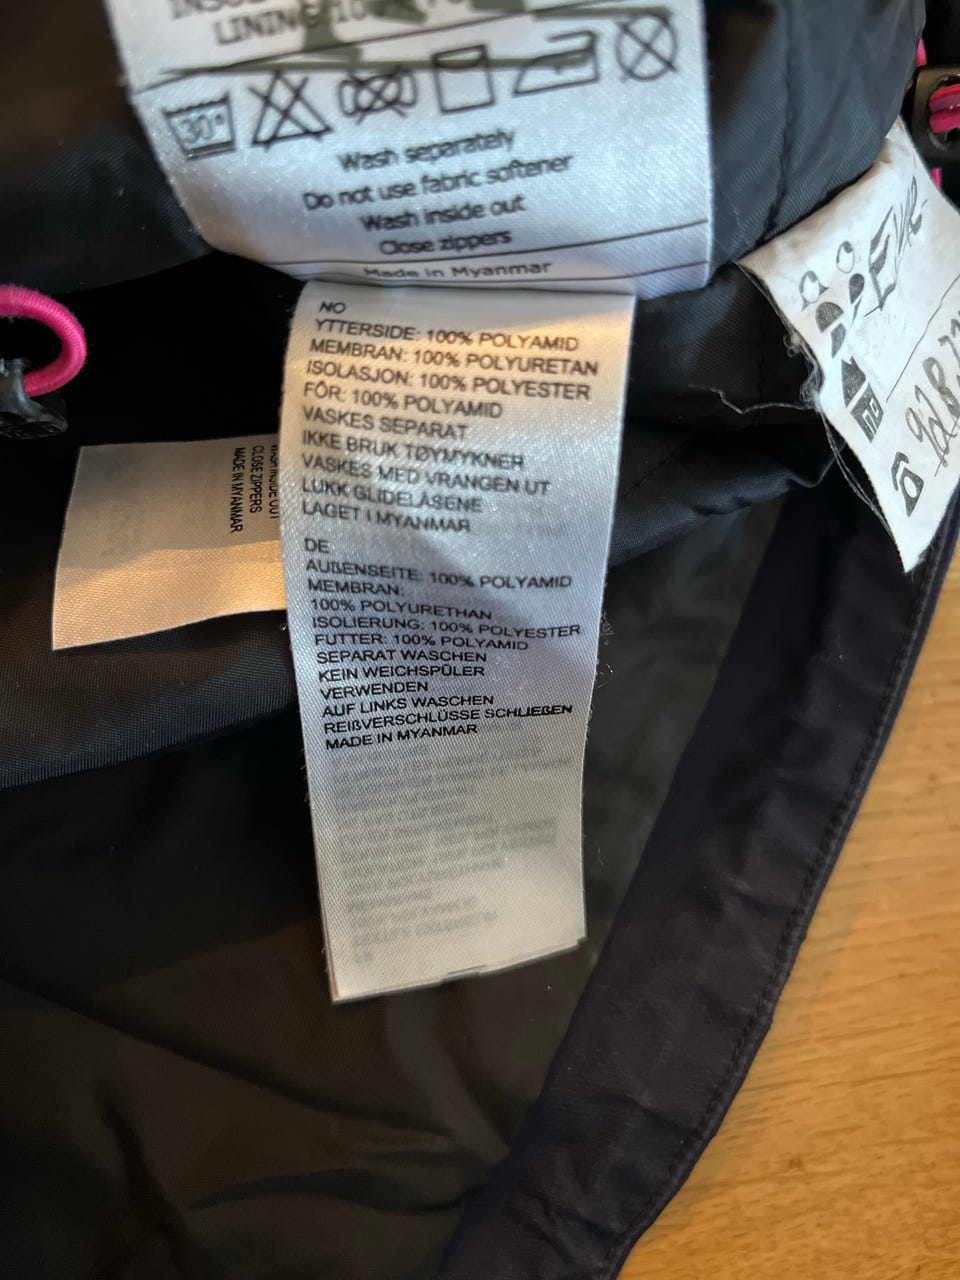 LINING 100%
30°
Wash separately
Do not use fabric softener
Wash inside out
Close zippers
Made in Myanmar
NO
YTTERSIDE: 100% POLYAMID
MEMBRAN: 100% POLYURETAN
ISOLASJON: 100% POLYESTER
FÔR: 100% POLYAMID
VASKES SEPARAT
IKKE BRUK TØYMYKNER
VASKES MED VRANGEN UT
LUKK GLIDELÅSENE
LAGET I MYANMAR
DE
AUßENSEITE: 100% POLYAMID
MEMBRAN:
100% POLYURETHAN
ISOLIERUNG: 100% POLYESTER
FUTTER: 100% POLYAMID
SEPARAT WASCHEN
KEIN WEICHSPÜLER
VERWENDEN
AUF LINKS WASCHEN
REIßVERSCHLÜSSE SCHLIEßEN
MADE IN MYANMAR
INSIDE OUT
CLOSE ZIPPERS
MADE IN MYANMAR